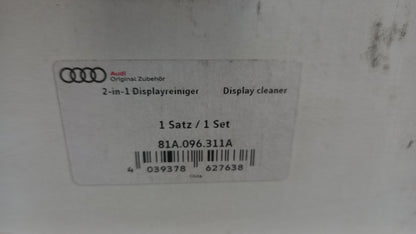 Audi
Original Zubehör
2-in-1 Displayreiniger Display cleaner
1 Satz / 1 Set
81A.096.311A
4 039378 627638